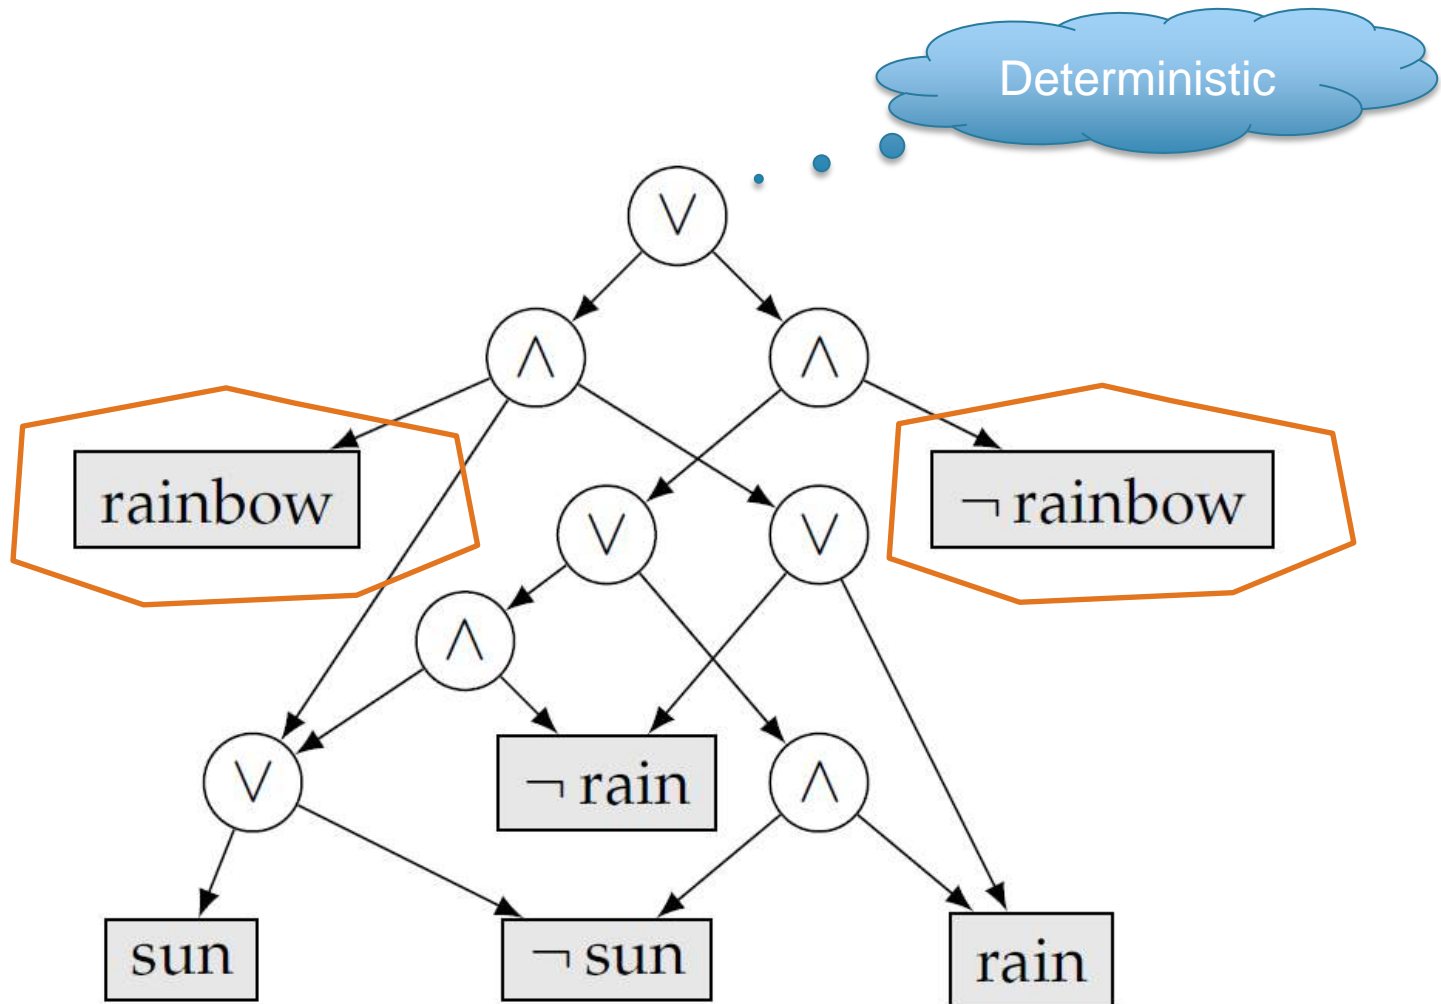 Deterministic
∨
∧
∧
rainbow
∨
∨
¬ rainbow
∧
∨
¬ rain
∧
sun
¬ sun
rain